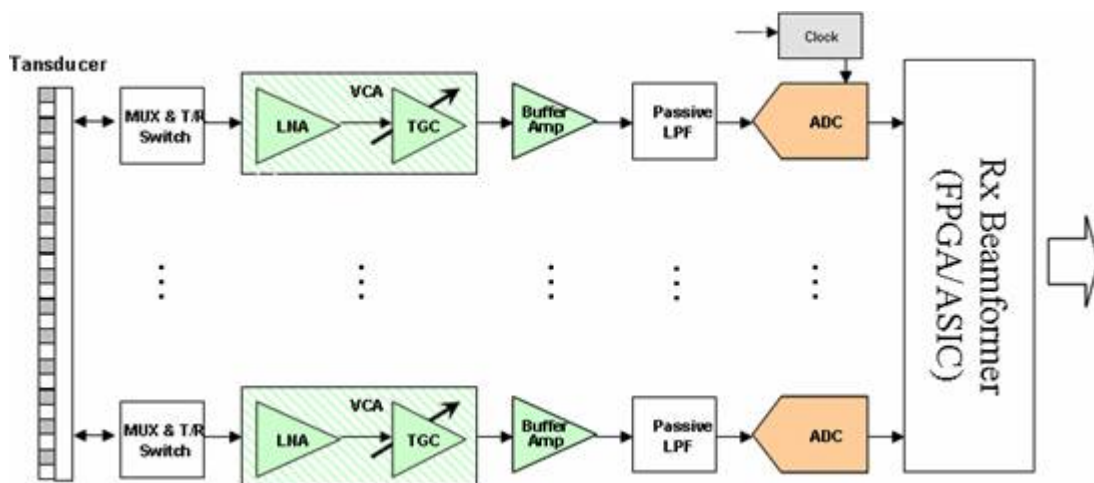 Clock
Tansducer
MUX & T/R
Switch
VCA
LNA
TGC
Buffer
Amp
Passive
LPF
ADC
Rx Beamformer
(FPGA/ASIC)
MUX & T/R
Switch
VCA
LNA
TGC
Buffer
Amp
Passive
LPF
ADC